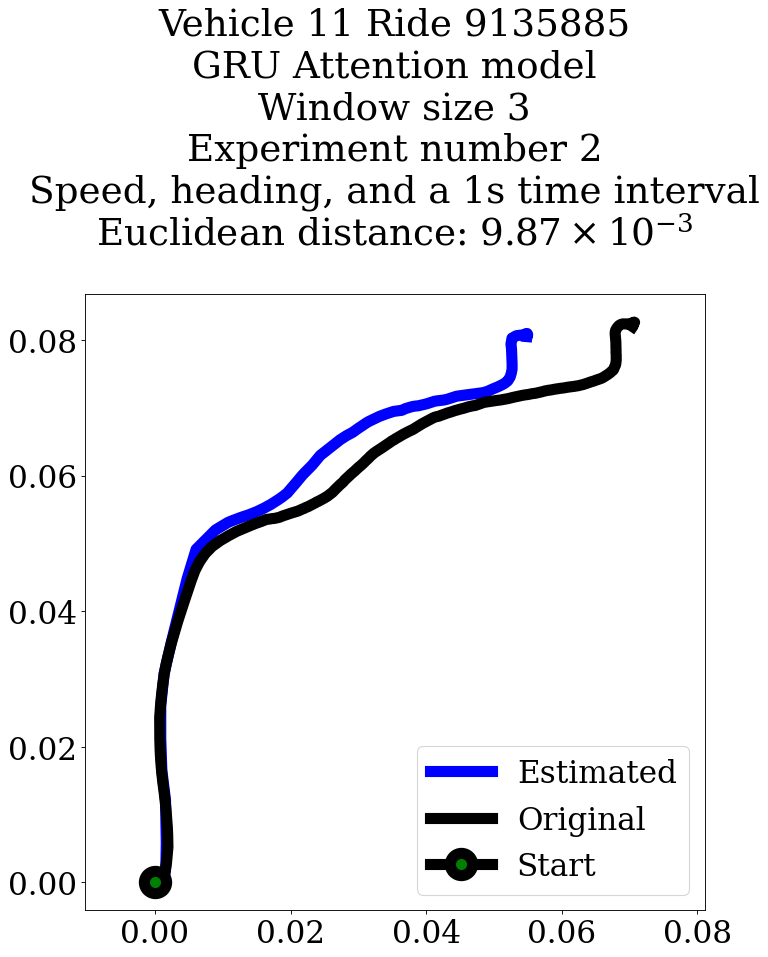 Vehicle 11 Ride 9135885
GRU Attention model
Window size 3
Experiment number 2
Speed, heading, and a 1s time interval
Euclidean distance: 9.87 × 10⁻³
0.08
0.06
0.04
0.02
0.00
Estimated
Original
Start
0.00 0.02 0.04 0.06 0.08